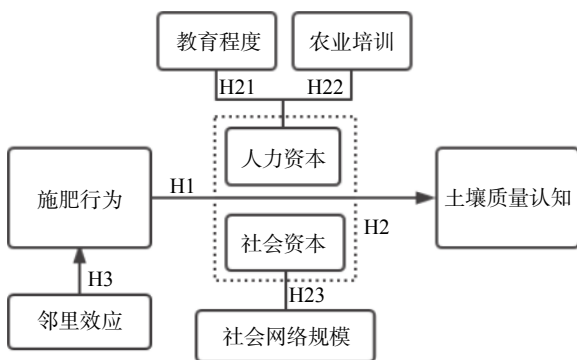 教育程度
农业培训
H21
H22
人力资本
施肥行为
H1
土壤质量认知
社会资本
H2
H3
H23
邻里效应
社会网络规模